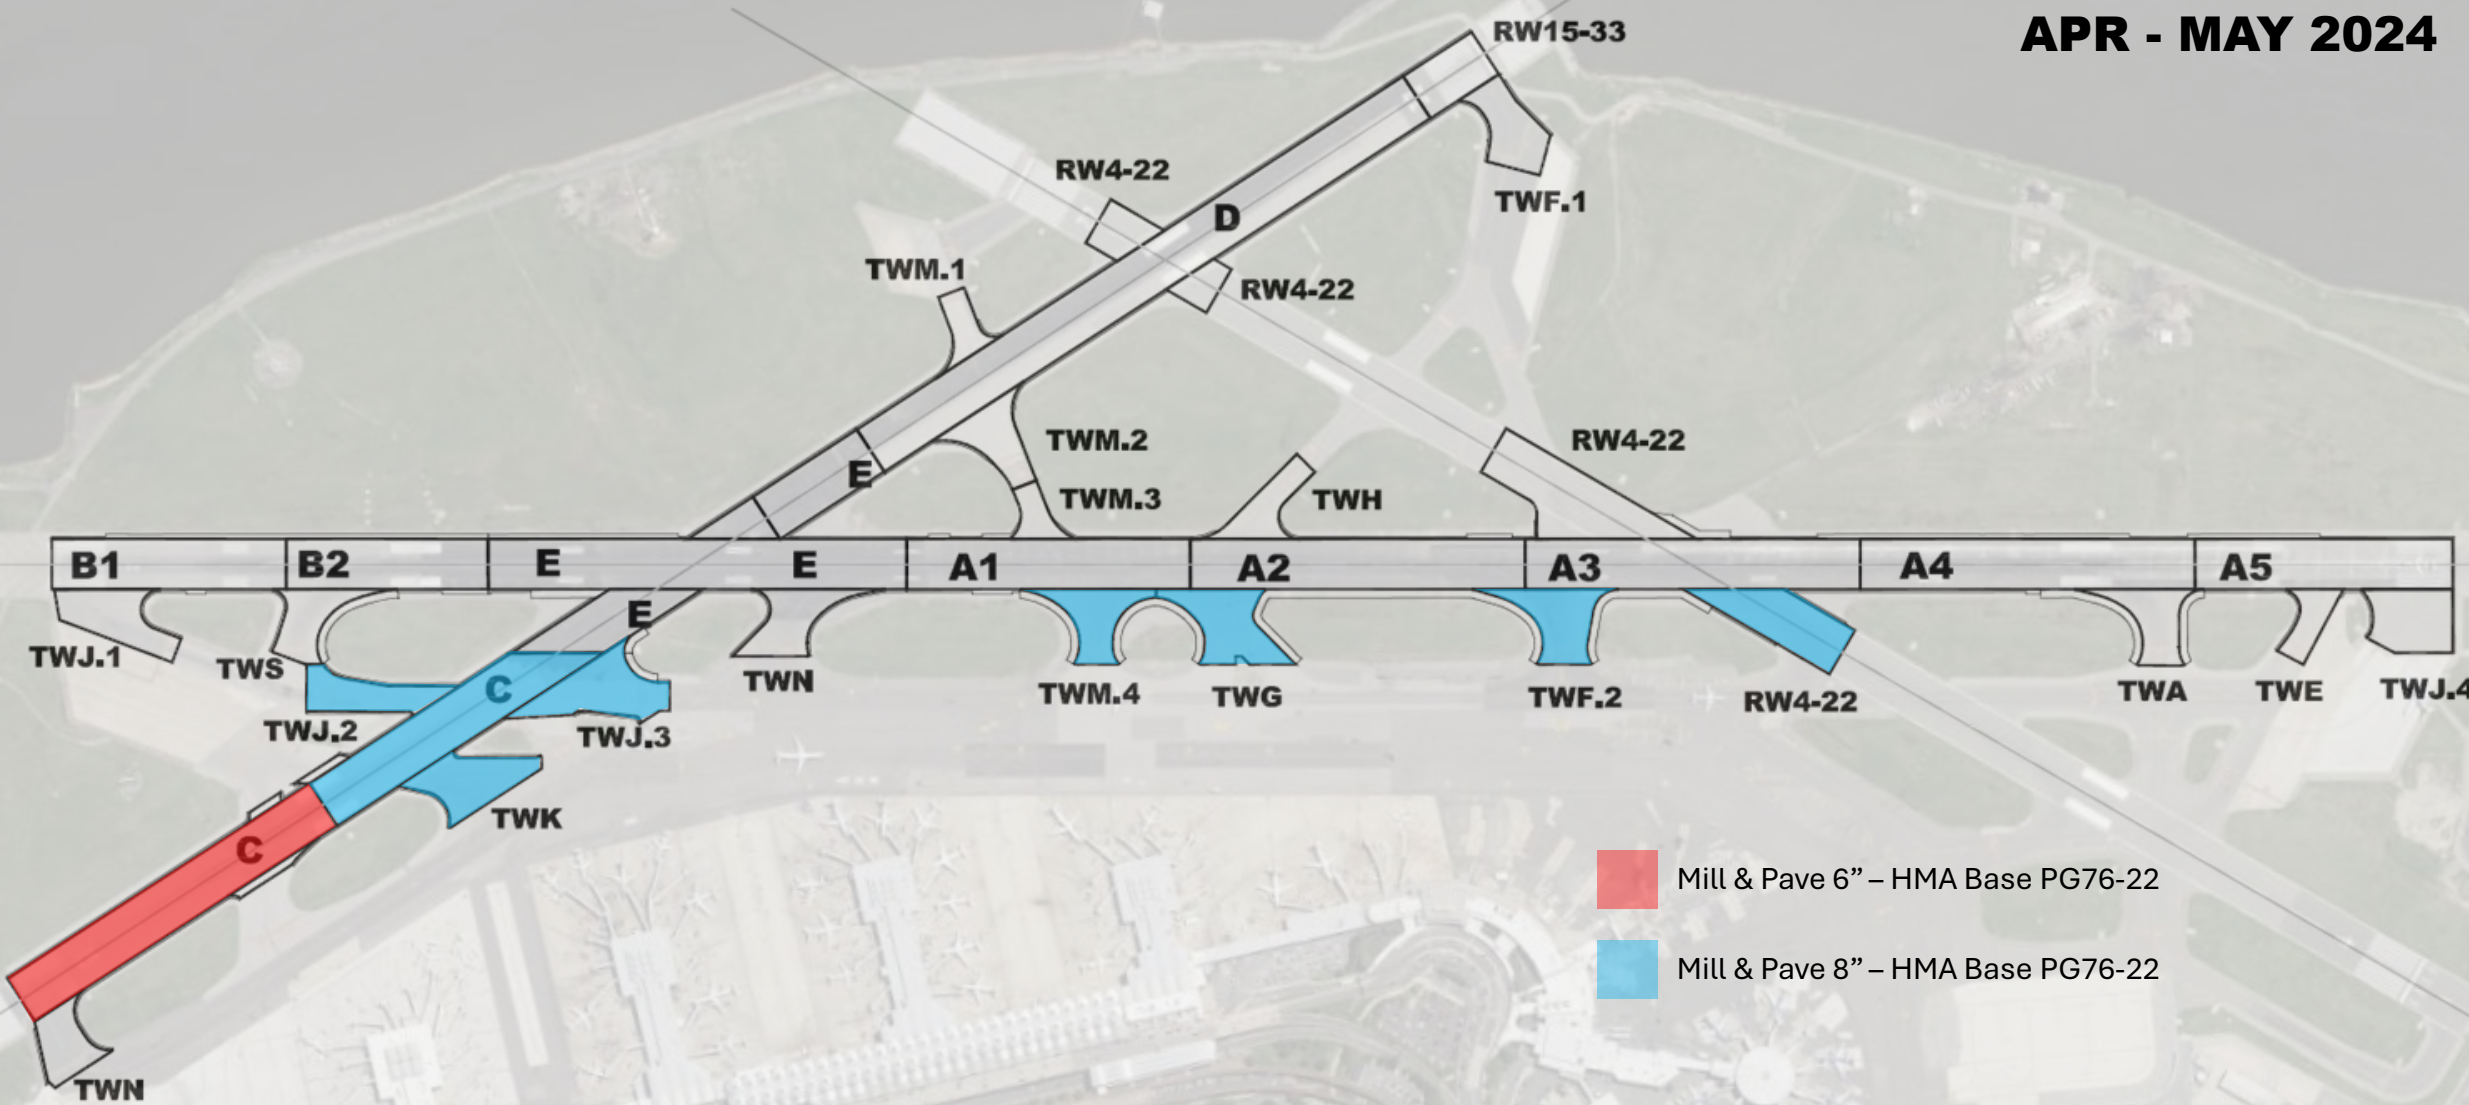 APR - MAY 2024
RW15-33
RW4-22
TWF.1
D
TWM.1
RW4-22
TWM.2
RW4-22
E
TWM.3
TWH
B1
B2
E
E
A1
A2
A3
A4
A5
E
TWJ.1
TWS
TWN
C
TWM.4
TWG
TWF.2
RW4-22
TWA
TWE
TWJ.4
TWJ.2
TWJ.3
TWK
C
Mill & Pave 6” – HMA Base PG76-22
Mill & Pave 8” – HMA Base PG76-22
TWN